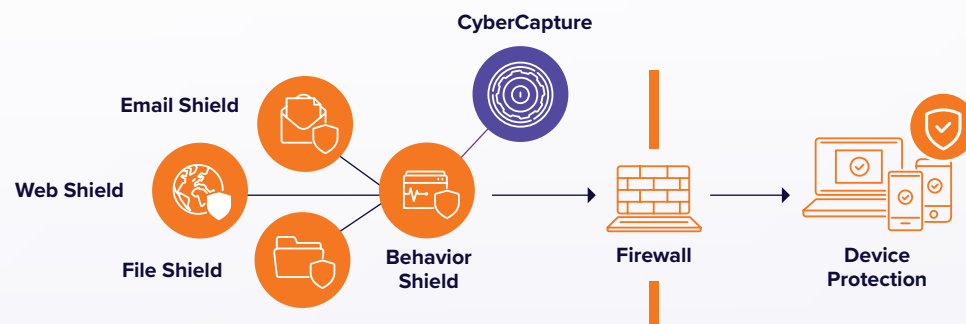 CyberCapture
Email Shield
Web Shield
File Shield
Behavior
Shield
Firewall
Device
Protection